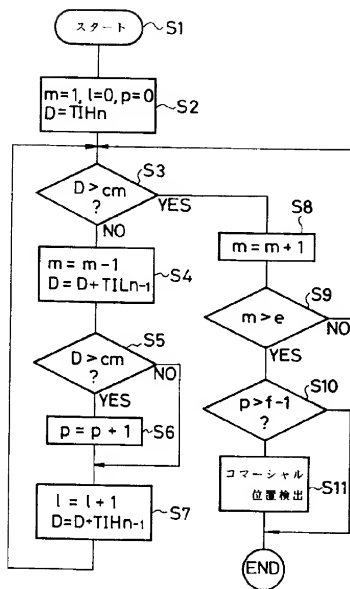 スタート
S1
m=1, l=0, p=0
D=TIHn
S2
S3
D>cm
?
YES
NO
S4
m=m-1
D=D+TILn-1
S5
D>cm
?
NO
YES
p=p+1
S6
l=l+1
D=D+TIHn-1
S7
S8
m=m+1
S9
m>e
NO
YES
S10
p>f-1
?
コマーシャル
位置検出
S11
END